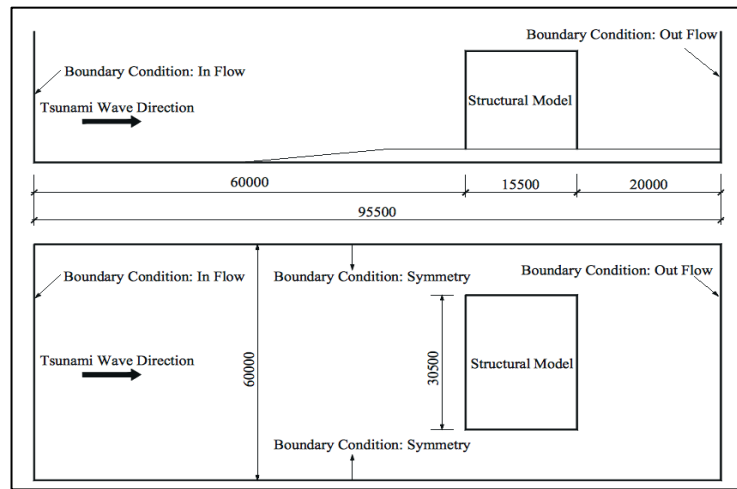 Boundary Condition: Out Flow
Boundary Condition: In Flow
Tsunami Wave Direction
Structural Model
60000
15500
20000
95500
Boundary Condition: In Flow
Boundary Condition: Symmetry
Boundary Condition: Out Flow
Tsunami Wave Direction
60000
30500
Structural Model
Boundary Condition: Symmetry